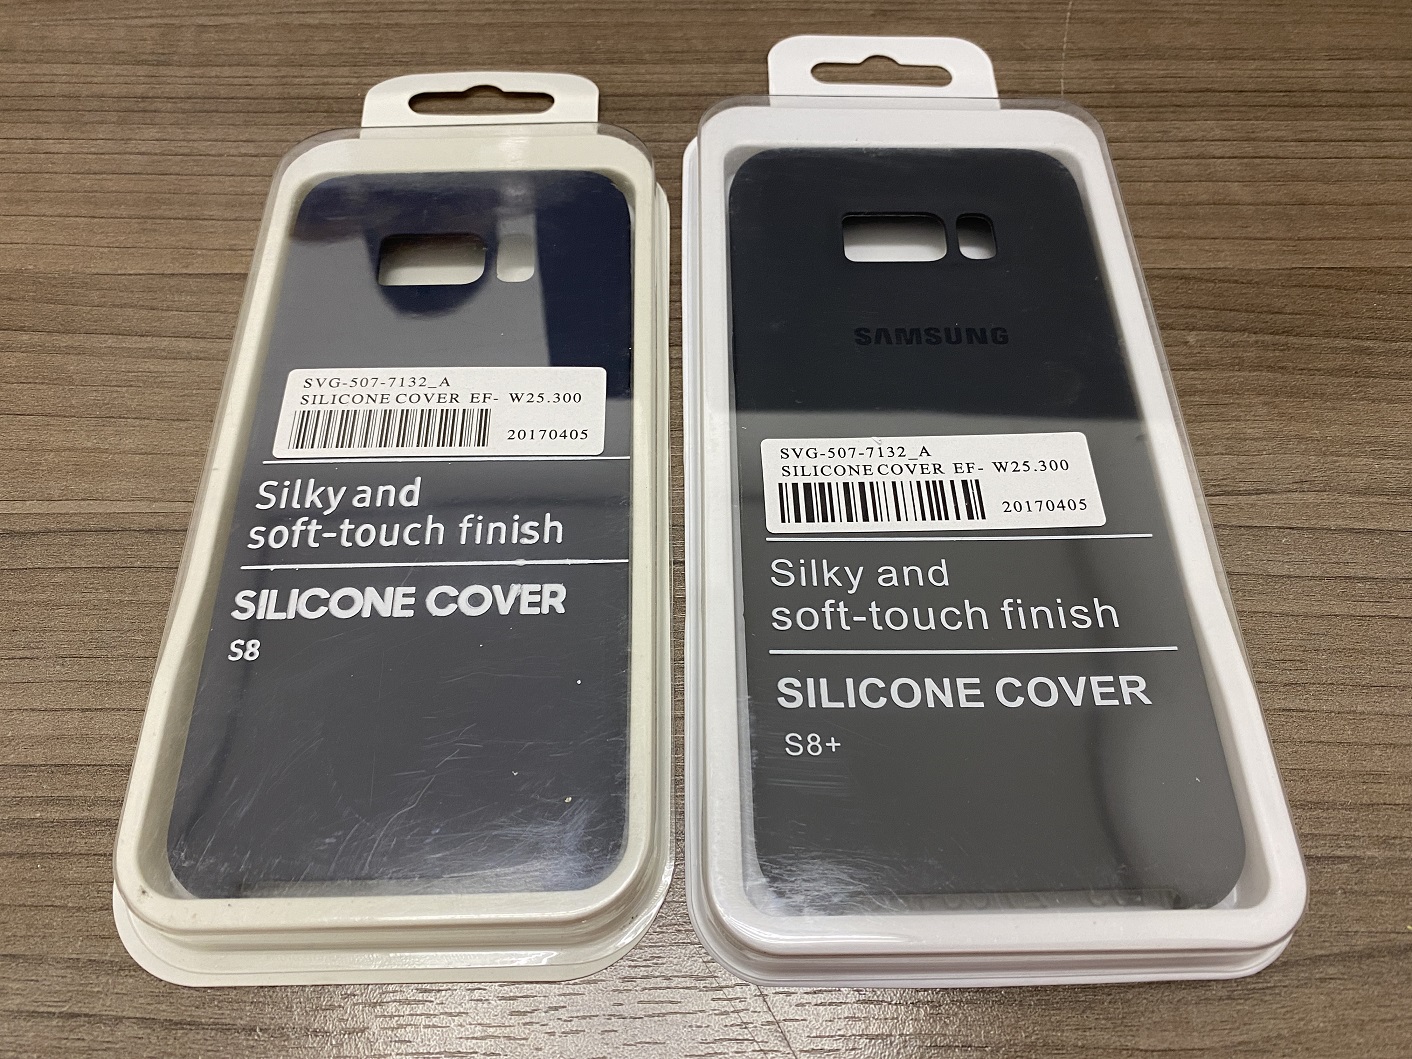 SVG-507-7132_A
SILICONE COVER EF- W25.300
20170405
Silky and
soft-touch finish
SILICONE COVER
S8
SAMSUNG
SVG-507-7132_A
SILICONE COVER EF- W25.300
20170405
Silky and
soft-touch finish
SILICONE COVER
S8+